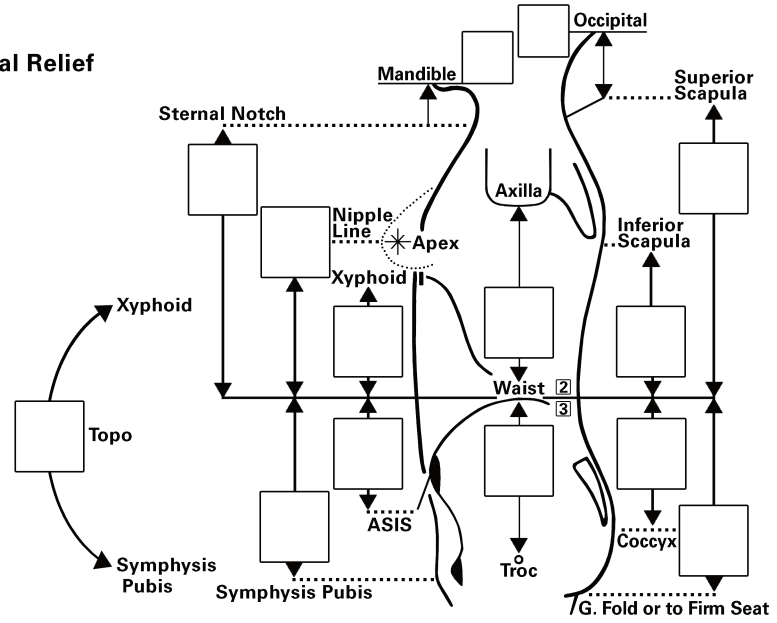 Occipital
al Relief
Mandible
Superior
Scapula
Sternal Notch
Axilla
Nipple
Line
Apex
Inferior
Scapula
Xyphoid
Xyphoid
Waist 2
3
Topo
ASIS
Coccyx
Symphysis
Pubis
Troc
Symphysis Pubis
G. Fold or to Firm Seat